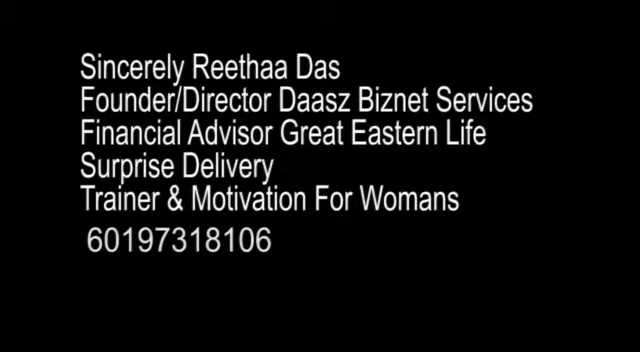 Sincerely Reethaa Das
Founder/Director Daasz Biznet Services
Financial Advisor Great Eastern Life
Surprise Delivery
Trainer & Motivation For Womans
60197318106